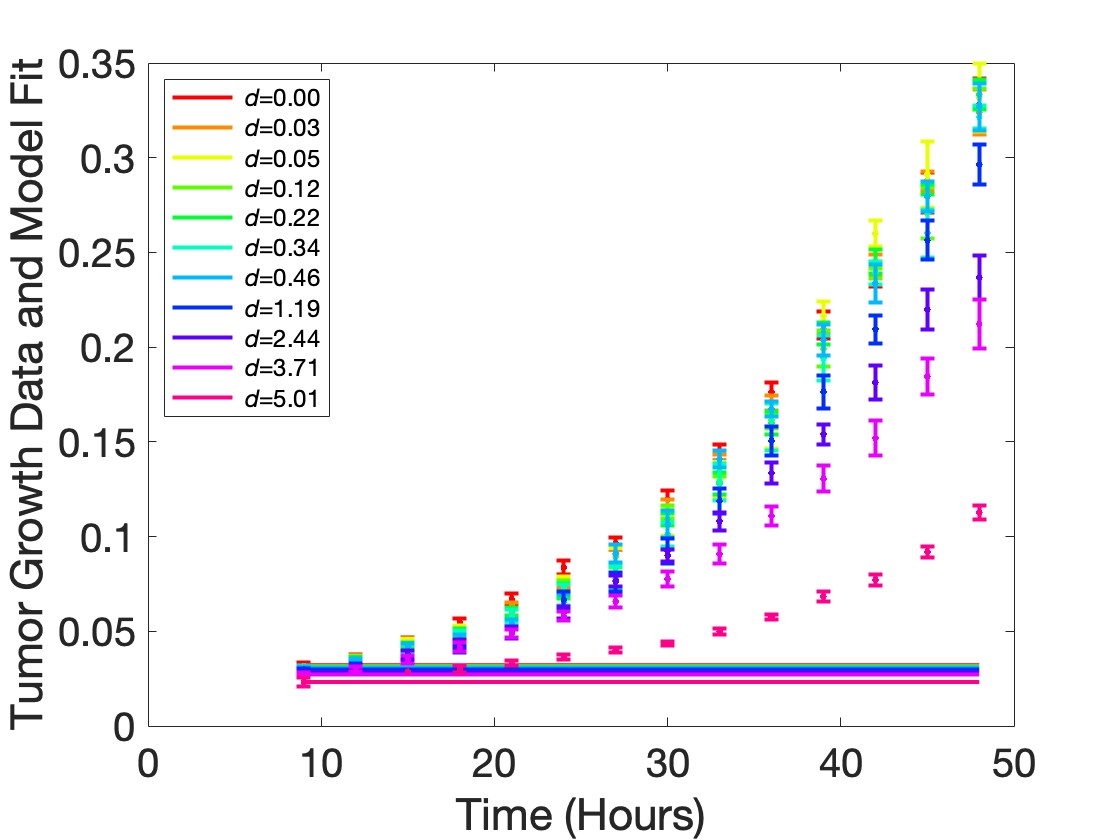 Tumor Growth Data and Model Fit
0.35
0.3
0.25
0.2
0.15
0.1
0.05
0
d=0.00
d=0.03
d=0.05
d=0.12
d=0.22
d=0.34
d=0.46
d=1.19
d=2.44
d=3.71
d=5.01
0 10 20 30 40 50
Time (Hours)